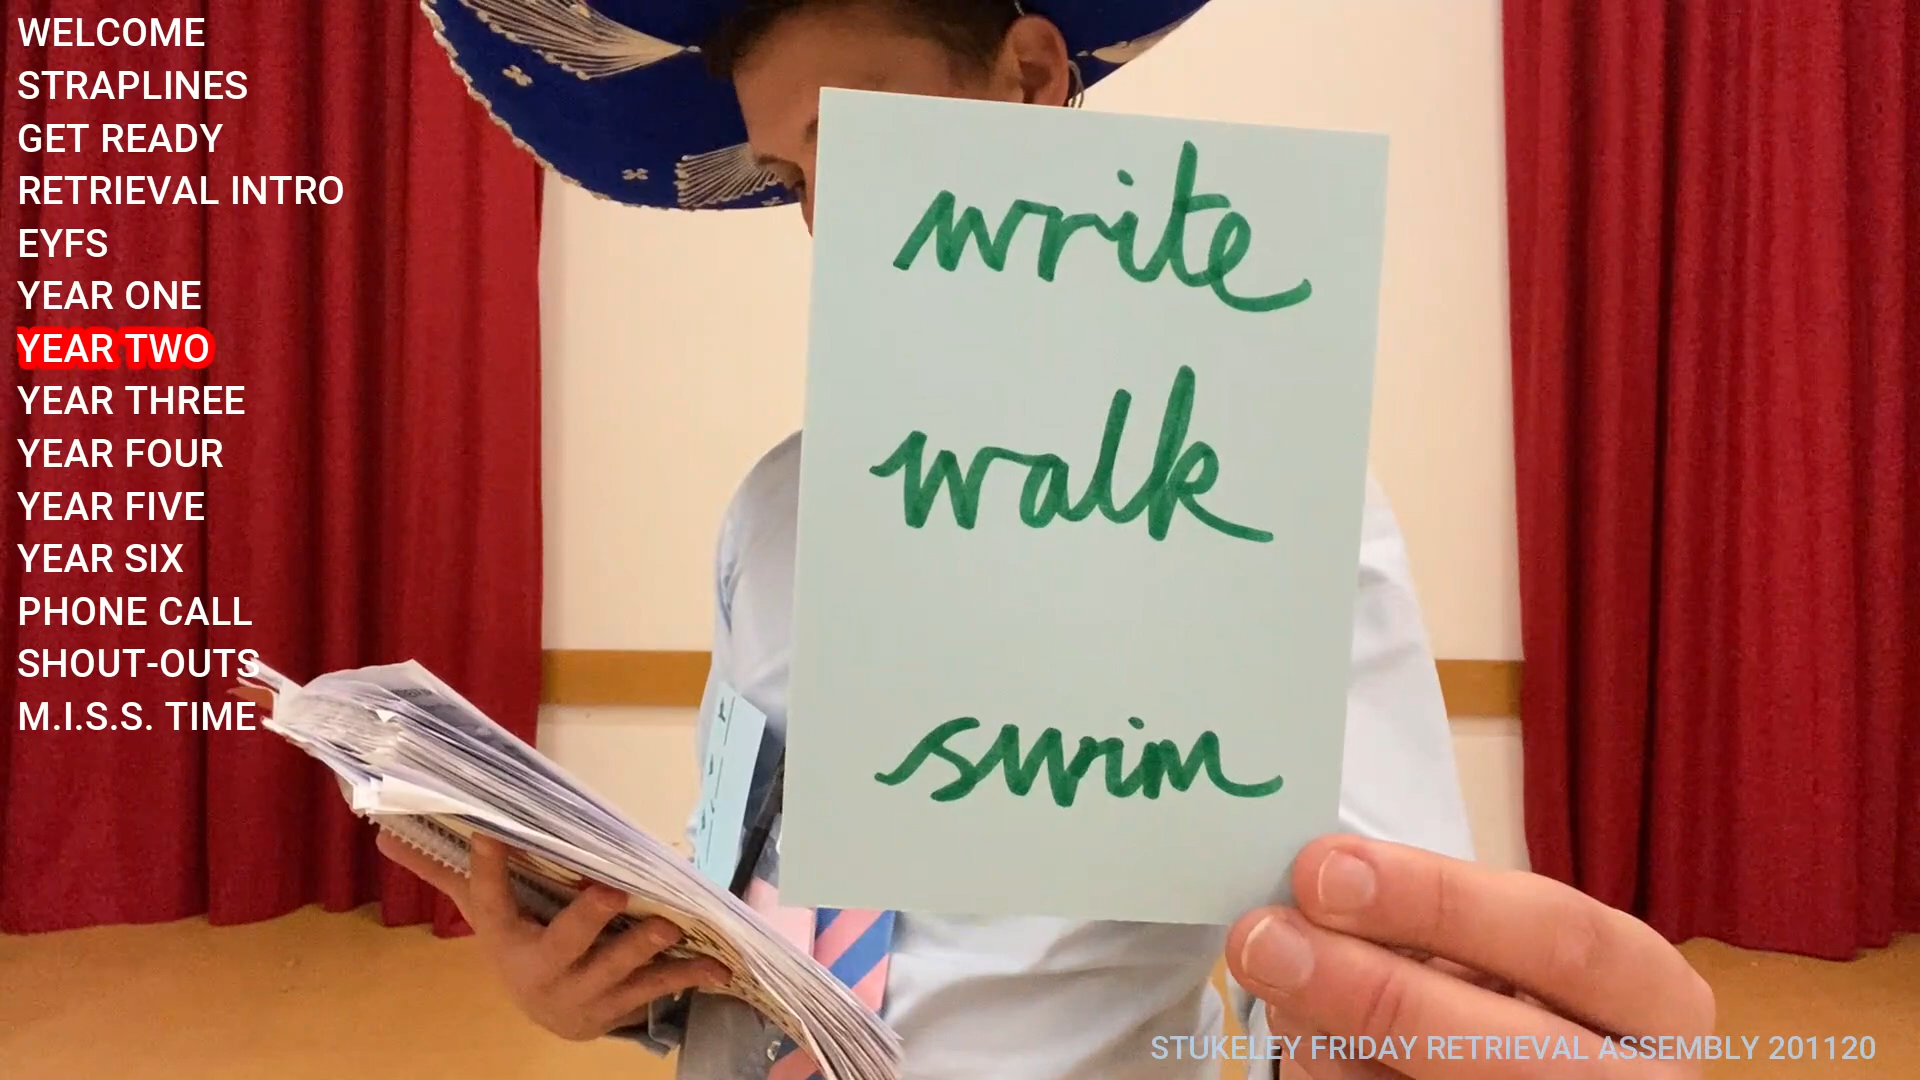 WELCOME
STRAPLINES
GET READY
RETRIEVAL INTRO
EYFS
YEAR ONE
YEAR TWO
YEAR THREE
YEAR FOUR
YEAR FIVE
YEAR SIX
PHONE CALL
SHOUT-OUTS
M.I.S.S. TIME
write
walk
swim
STUKELEY FRIDAY RETRIEVAL ASSEMBLY 201120